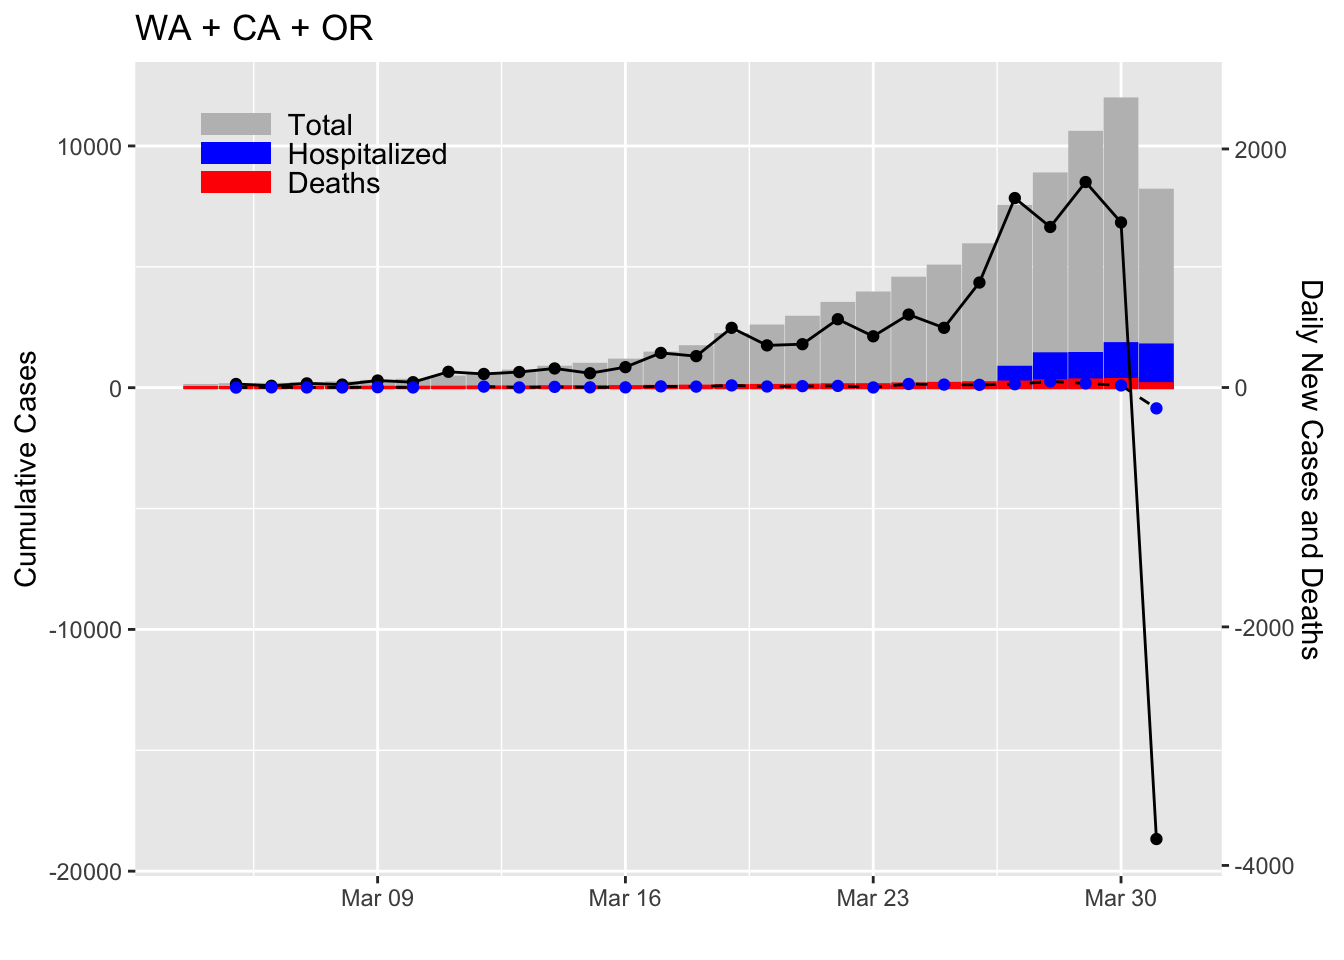 WA + CA + OR
Total
Hospitalized
Deaths
10000
0
-10000
-20000
2000
0
-2000
-4000
Cumulative Cases
Daily New Cases and Deaths
Mar 09
Mar 16
Mar 23
Mar 30